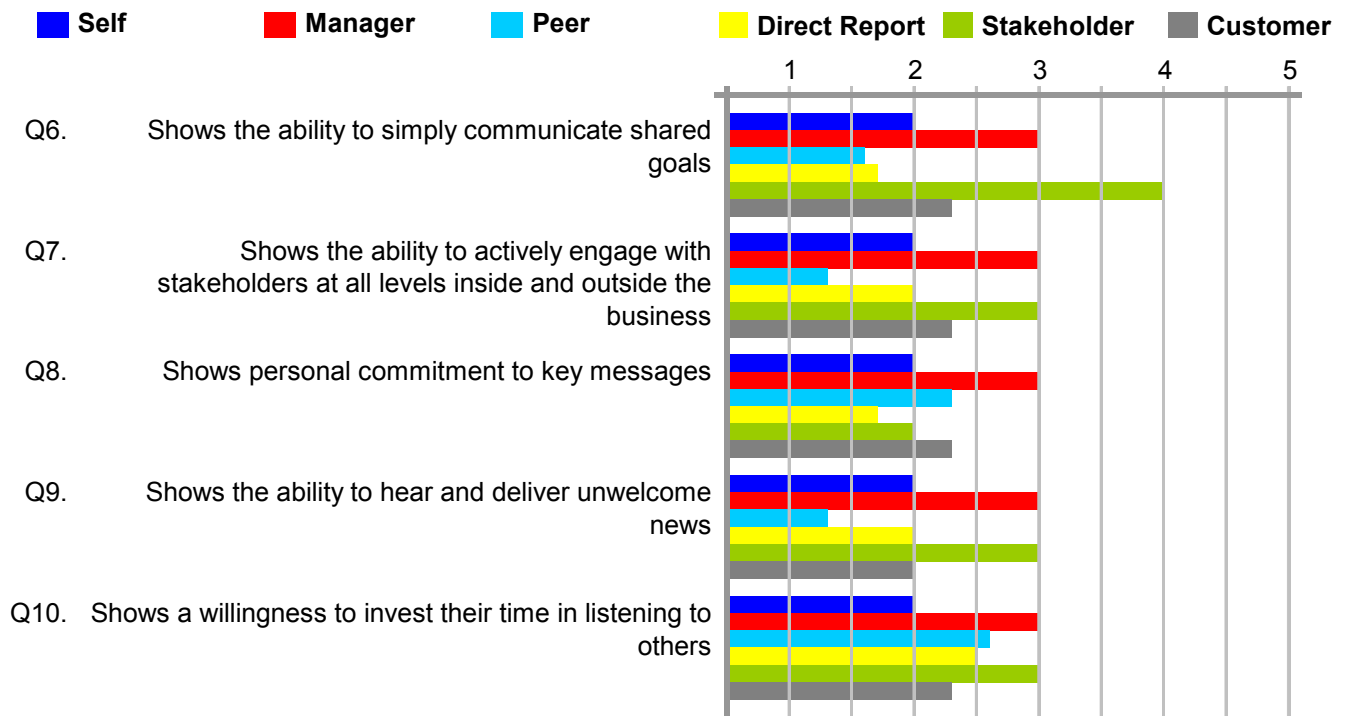 Self Manager Peer Direct Report Stakeholder Customer
1 2 3 4 5
Q6. Shows the ability to simply communicate shared
goals
Q7. Shows the ability to actively engage with
stakeholders at all levels inside and outside the
business
Q8. Shows personal commitment to key messages
Q9. Shows the ability to hear and deliver unwelcome
news
Q10. Shows a willingness to invest their time in listening to
others